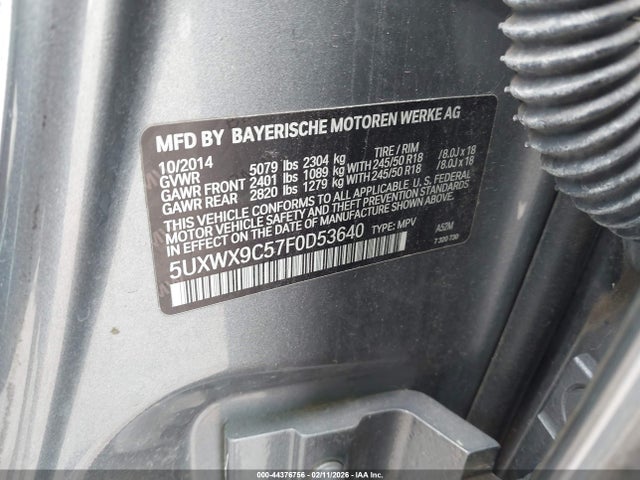 MFD BY BAYERISCHE MOTOREN WERKE AG
10/2014
GVWR 5079 lbs 2304 kg TIRE / RIM
GAWR FRONT 2401 lbs 1089 kg WITH 245/50 R18 /8.0J x 18
GAWR REAR 2820 lbs 1279 kg WITH 245/50 R18 /8.0J x 18
THIS VEHICLE CONFORMS TO ALL APPLICABLE U.S. FEDERAL
MOTOR VEHICLE SAFETY AND THEFT PREVENTION STANDARDS
IN EFFECT ON THE DATE OF MANUFACTURE SHOWN ABOVE.
5UXWX9C57F0D53640 TYPE: MPV A52M
7 320 730
000-44376756 - 02/11/2026 - IAA Inc.